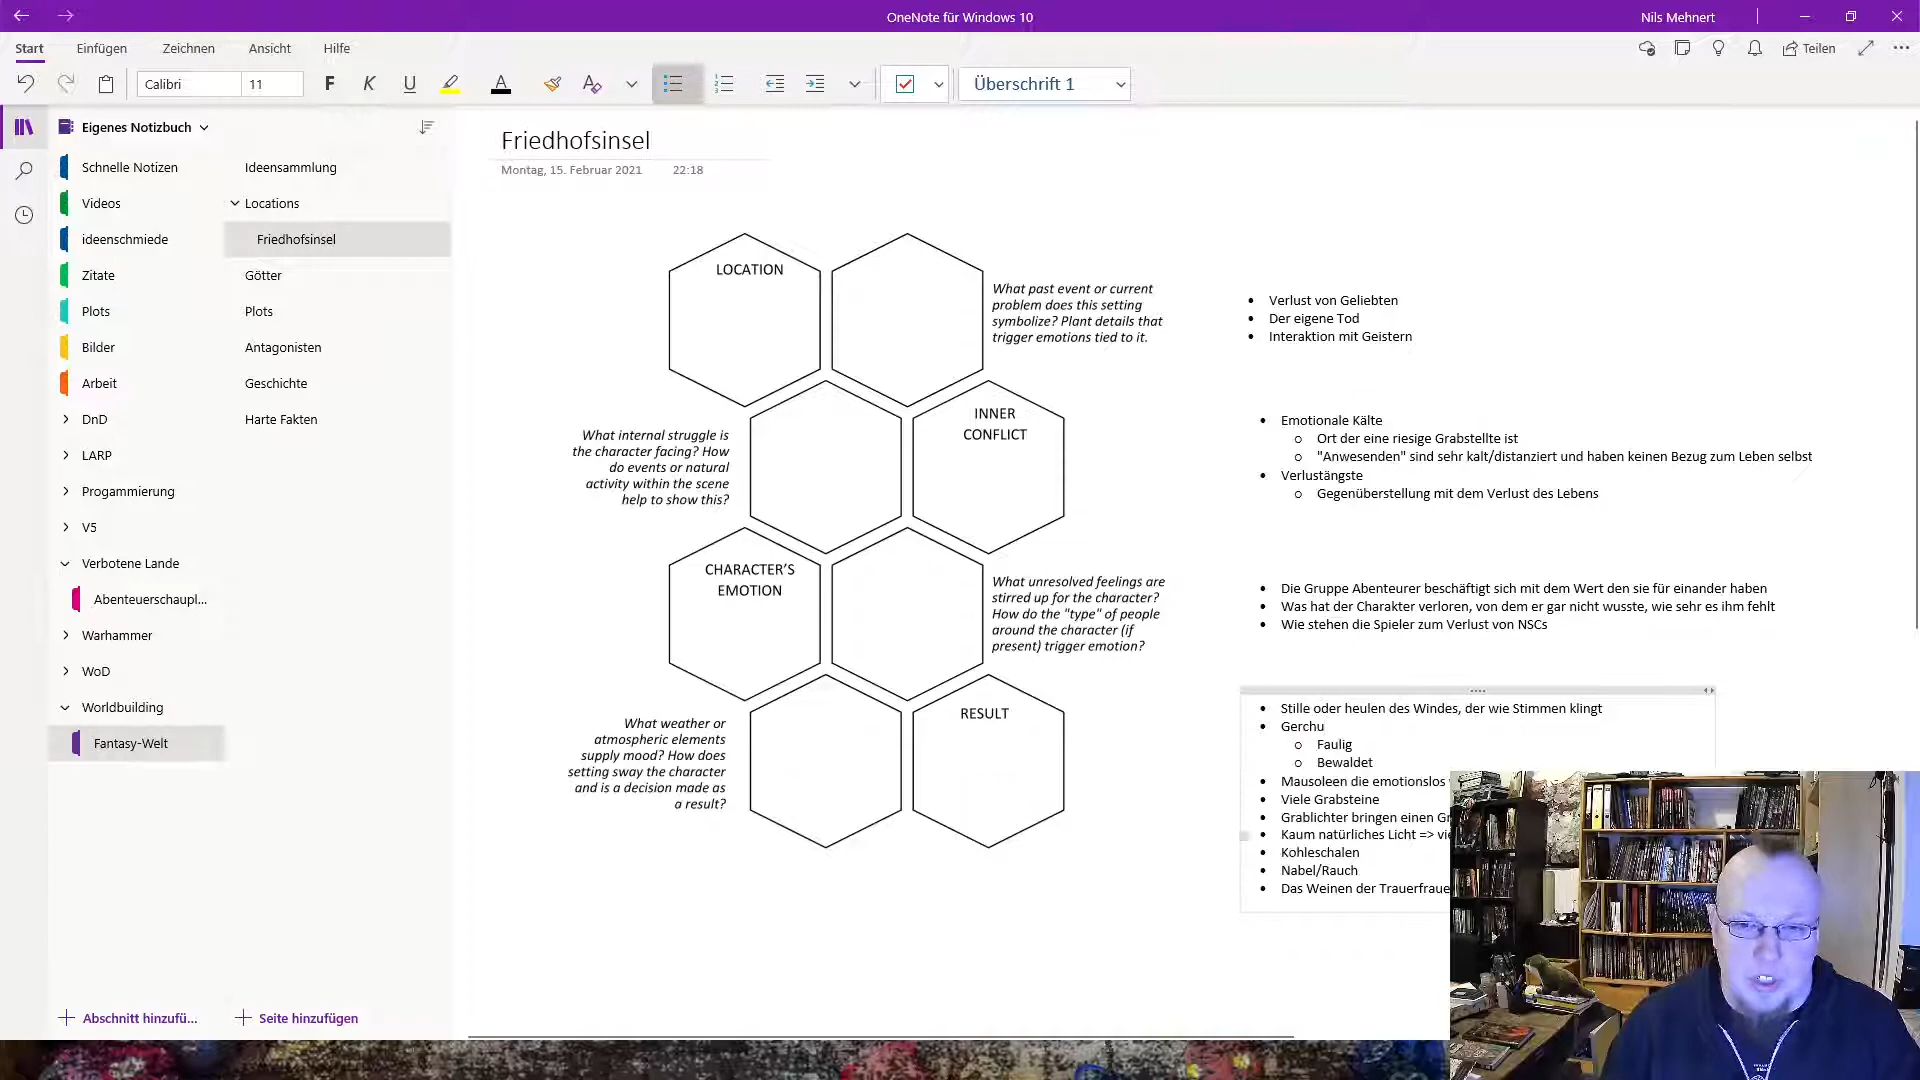 OneNote für Windows 10
Nils Mehnert
Start
Einfügen
Zeichnen
Ansicht
Hilfe
Teilen
Calibri
11
F
K
U
A
Überschrift 1
Eigenes Notizbuch
Schnelle Notizen
Videos
ideenschmiede
Zitate
Plots
Bilder
Arbeit
DnD
LARP
Progammierung
V5
Verbotene Lande
Abenteuerschaupl...
Warhammer
WoD
Worldbuilding
Fantasy-Welt
Abschnitt hinzufü...
Ideensammlung
Locations
Friedhofsinsel
Götter
Plots
Antagonisten
Geschichte
Harte Fakten
Seite hinzufügen
Friedhofsinsel
Montag, 15. Februar 2021
22:18
LOCATION
What past event or current
problem does this setting
symbolize? Plant details that
trigger emotions tied to it.
What internal struggle is
the character facing? How
do events or natural
activity within the scene
help to show this?
INNER
CONFLICT
CHARACTER'S
EMOTION
What unresolved feelings are
stirred up for the character?
How do the "type" of people
around the character (if
present) trigger emotion?
What weather or
atmospheric elements
supply mood? How does
setting sway the character
and is a decision made as
a result?
RESULT
Verlust von Geliebten
Der eigene Tod
Interaktion mit Geistern
Emotionale Kälte
Ort der eine riesige Grabstellte ist
"Anwesenden" sind sehr kalt/distanziert und haben keinen Bezug zum Leben selbst
Verlustängste
Gegenüberstellung mit dem Verlust des Lebens
Die Gruppe Abenteurer beschäftigt sich mit dem Wert den sie für einander haben
Was hat der Charakter verloren, von dem er gar nicht wusste, wie sehr es ihm fehlt
Wie stehen die Spieler zum Verlust von NSCs
Stille oder heulen des Windes, der wie Stimmen klingt
Gerchu
Faulig
Bewaldet
Mausoleen die emotionslos
Viele Grabsteine
Grablichter bringen einen
Kaum natürliches Licht =>
Kohleschalen
Nabel/Rauch
Das Weinen der